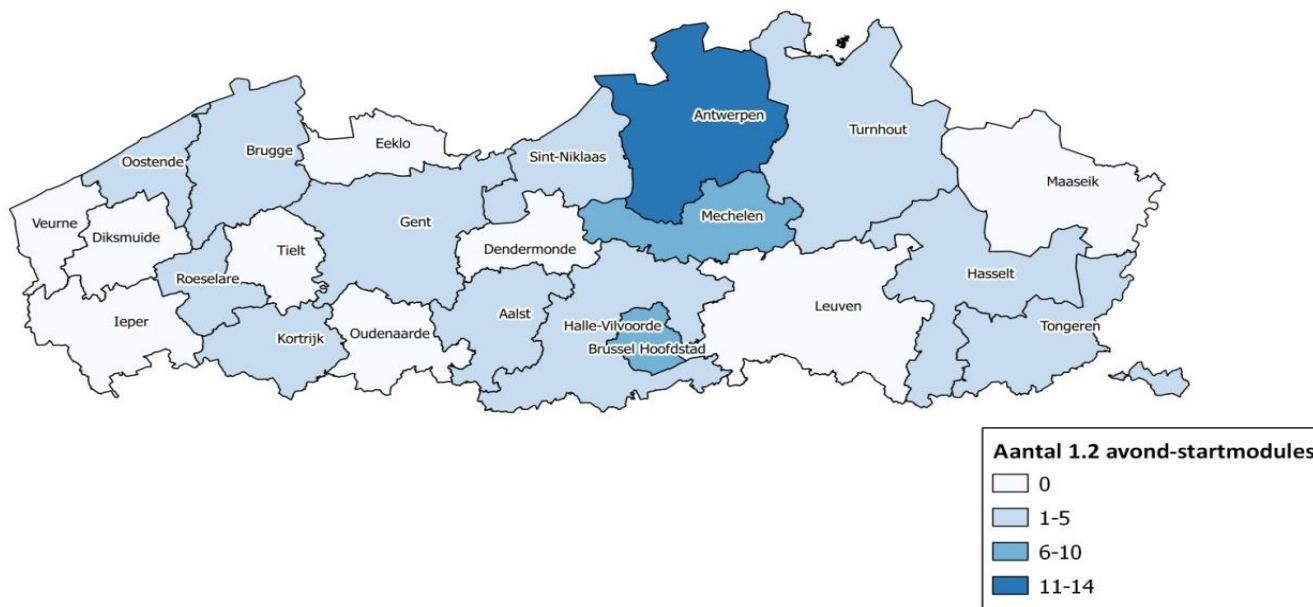 Antwerpen
Turnhout
Eeklo
Brugge
Oostende
Sint-Niklaas
Maaseik
Mechelen
Veurne
Gent
Diksmuide
Tielt
Dendermonde
Roeselare
Hasselt
Leuven
Aalst
Ieper
Halle-Vilvoorde
Tongeren
Oudenaarde
Kortrijk
Brussel Hoofdstad
Aantal 1.2 avond-startmodules
0
1-5
6-10
11-14